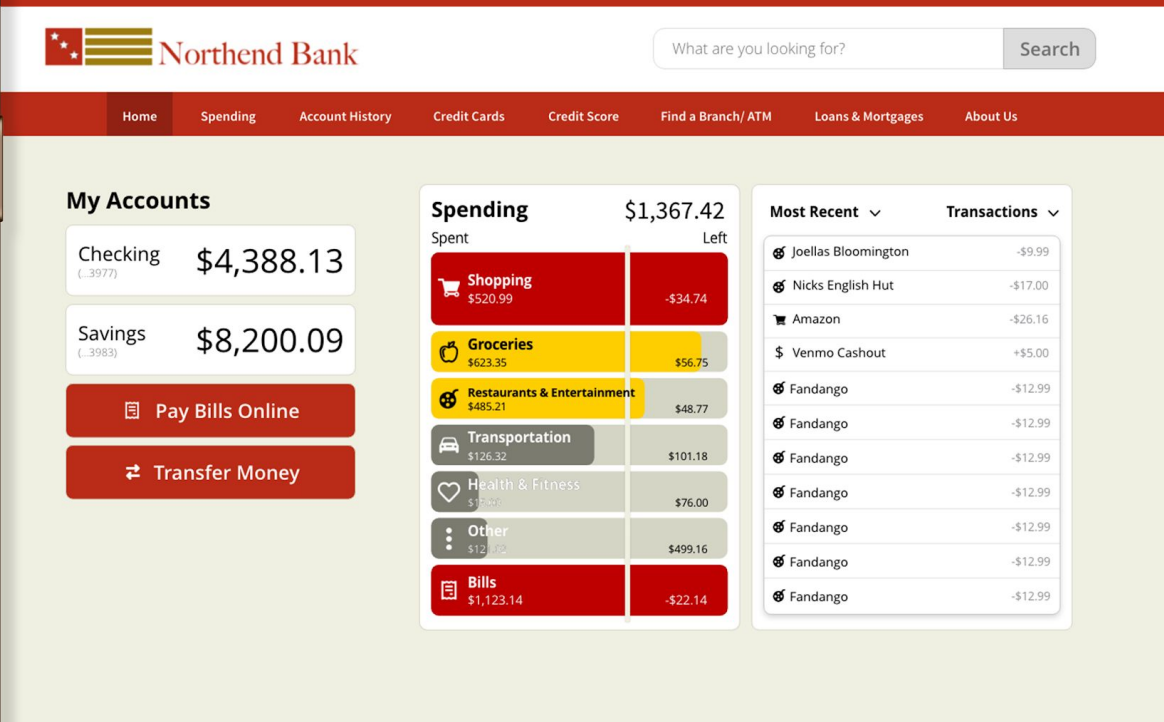 Northend Bank
What are you looking for?
Search
Home Spending Account History Credit Cards Credit Score Find a Branch/ ATM Loans & Mortgages About Us
My Accounts
Checking $4,388.13
(...3977)
Savings $8,200.09
(...3983)
Pay Bills Online
Transfer Money
Spending $1,367.42
Spent Left
Shopping
$520.99 -$34.74
Groceries
$623.35 $56.75
Restaurants & Entertainment
$485.21 $48.77
Transportation
$126.32 $101.18
Health & Fitness
$76.00
Other
$499.16
Bills
$1,123.14 -$22.14
Most Recent Transactions
Joellas Bloomington -$9.99
Nicks English Hut -$17.00
Amazon -$26.16
$ Venmo Cashout +$5.00
Fandango -$12.99
Fandango -$12.99
Fandango -$12.99
Fandango -$12.99
Fandango -$12.99
Fandango -$12.99
Fandango -$12.99